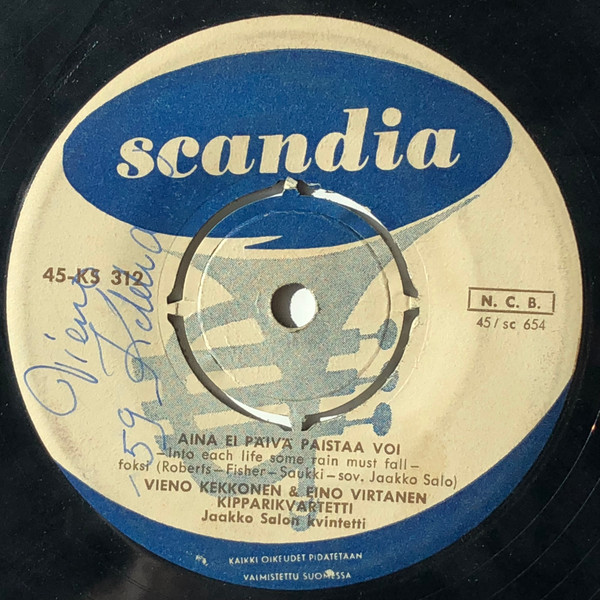 scandia
45-KS 312
N. C. B.
45/sc 654
Vieno
-59
AINA EI PÄIVÄ PAISTAA VOI
—Into each life some rain must fall—
foksi (Roberts—Fisher—Saukki—sov. Jaakko Salo)
VIENO KEKKONEN & EINO VIRTANEN
KIPPARIKVARTETTI
Jaakko Salon kvintetti
KAIKKI OIKEUDET PIDÄTETÄÄN
VALMISTETTU SUOMESSA